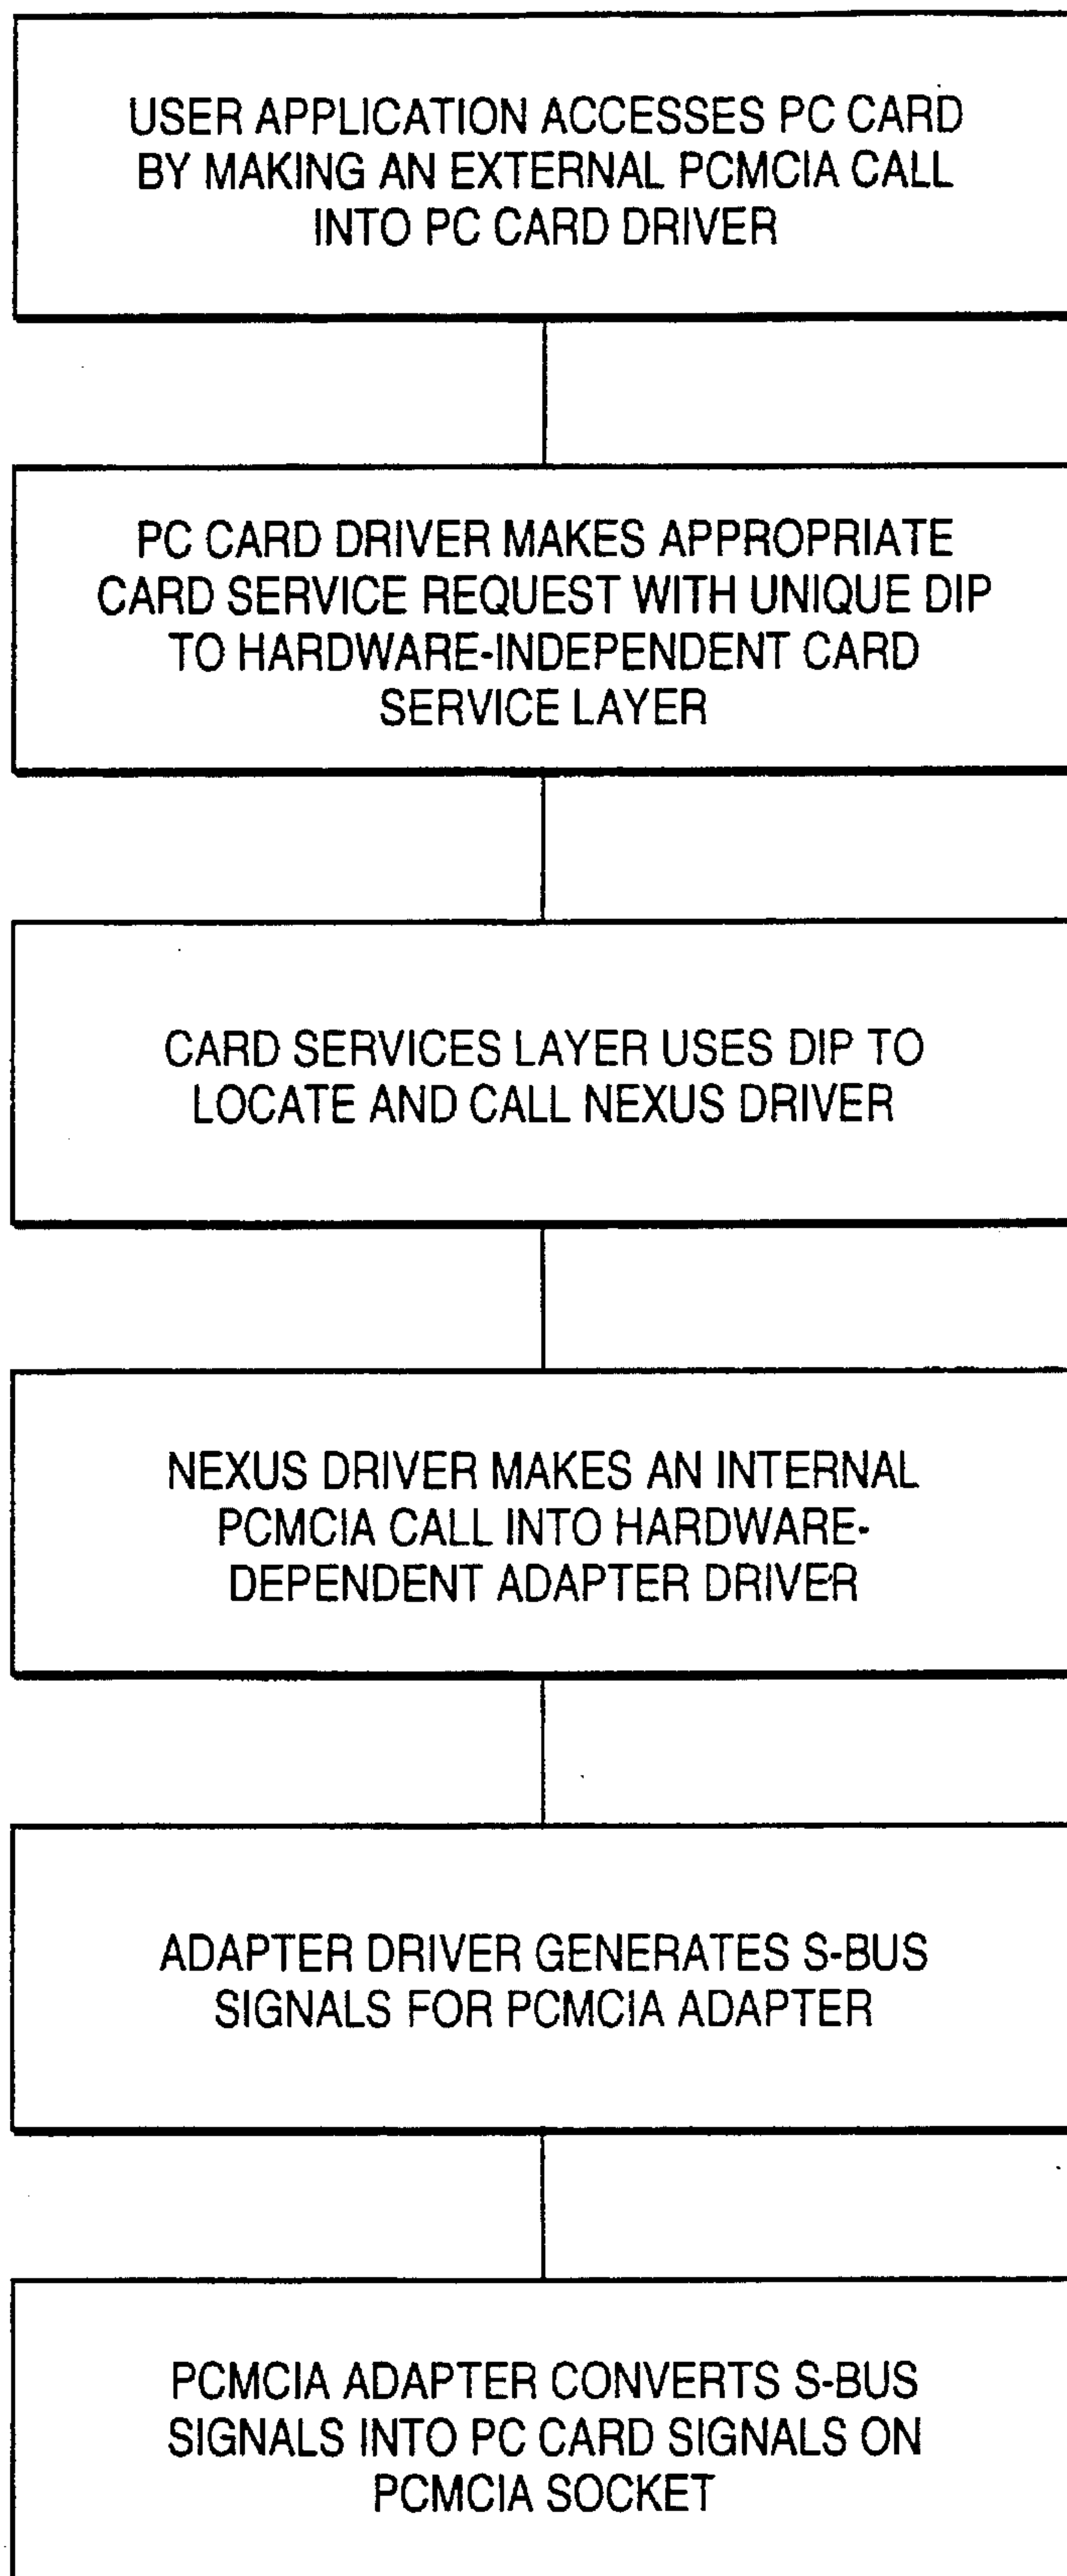 USER APPLICATION ACCESSES PC CARD
BY MAKING AN EXTERNAL PCMCIA CALL
INTO PC CARD DRIVER
PC CARD DRIVER MAKES APPROPRIATE
CARD SERVICE REQUEST WITH UNIQUE DIP
TO HARDWARE-INDEPENDENT CARD
SERVICE LAYER
CARD SERVICES LAYER USES DIP TO
LOCATE AND CALL NEXUS DRIVER
NEXUS DRIVER MAKES AN INTERNAL
PCMCIA CALL INTO HARDWARE-
DEPENDENT ADAPTER DRIVER
ADAPTER DRIVER GENERATES S-BUS
SIGNALS FOR PCMCIA ADAPTER
PCMCIA ADAPTER CONVERTS S-BUS
SIGNALS INTO PC CARD SIGNALS ON
PCMCIA SOCKET